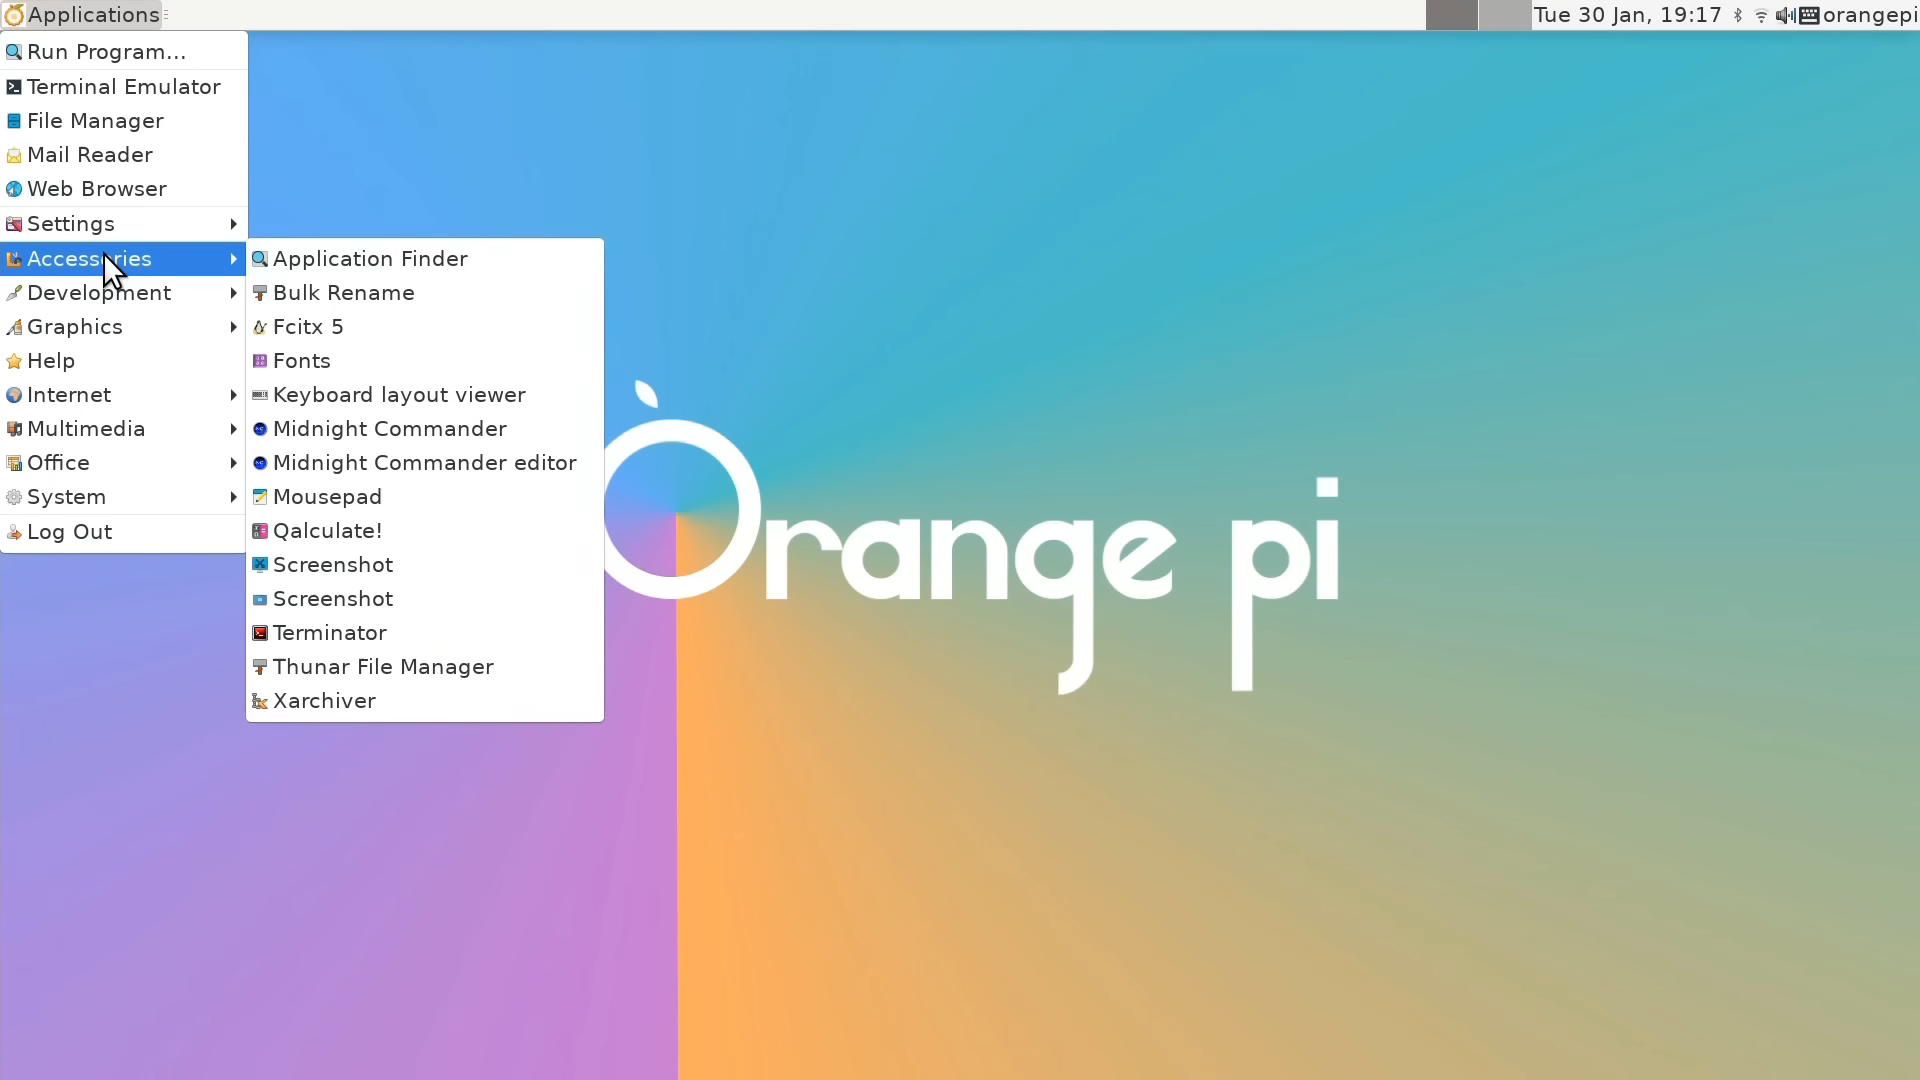 Applications
Tue 30 Jan, 19:17
orangepi
Run Program...
Terminal Emulator
File Manager
Mail Reader
Web Browser
Settings
Accessories
Development
Graphics
Help
Internet
Multimedia
Office
System
Log Out
Application Finder
Bulk Rename
Fcitx 5
Fonts
Keyboard layout viewer
Midnight Commander
Midnight Commander editor
Mousepad
Qalculate!
Screenshot
Screenshot
Terminator
Thunar File Manager
Xarchiver
Orange pi